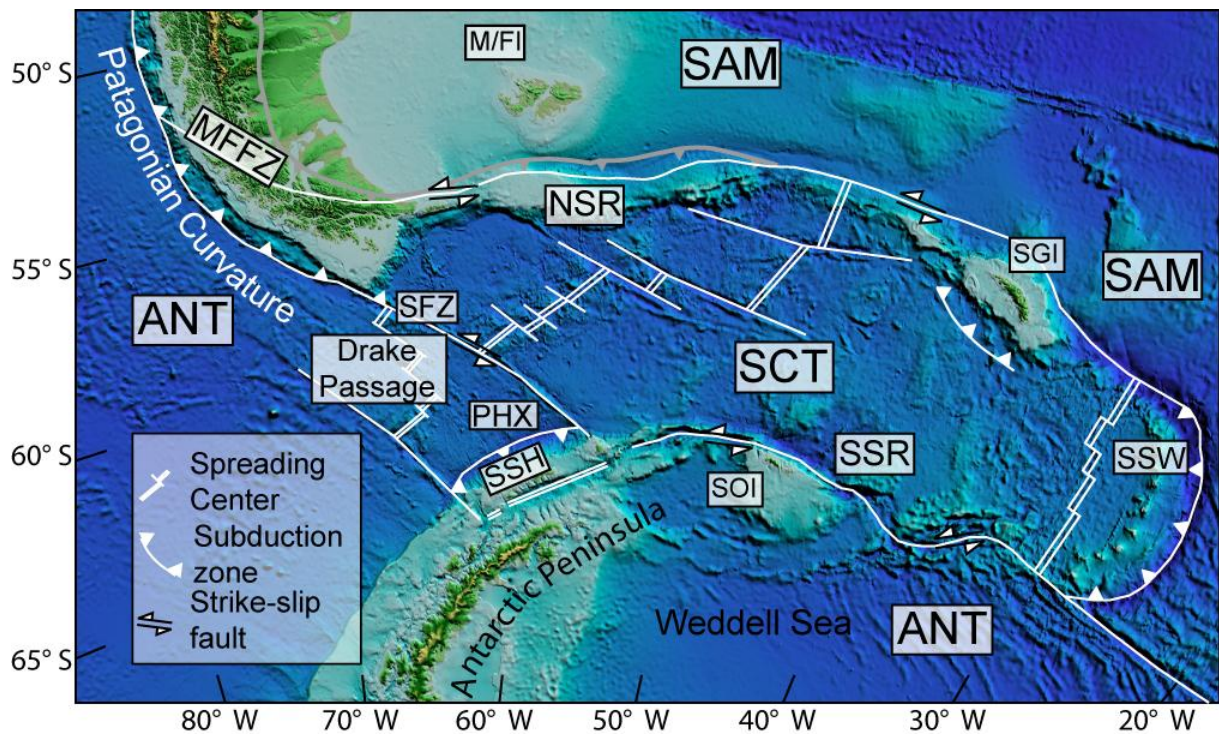 50° S
55° S
60° S
65° S
M/FI
SAM
Patagonian Curvature
MFFZ
NSR
SGI
SAM
ANT
SFZ
Drake
Passage
SCT
PHX
SSH
SSR
SSW
SOI
Antarctic Peninsula
Weddell Sea
ANT
Spreading
Center
Subduction
zone
Strike-slip
fault
80° W
70° W
60° W
50° W
40° W
30° W
20° W